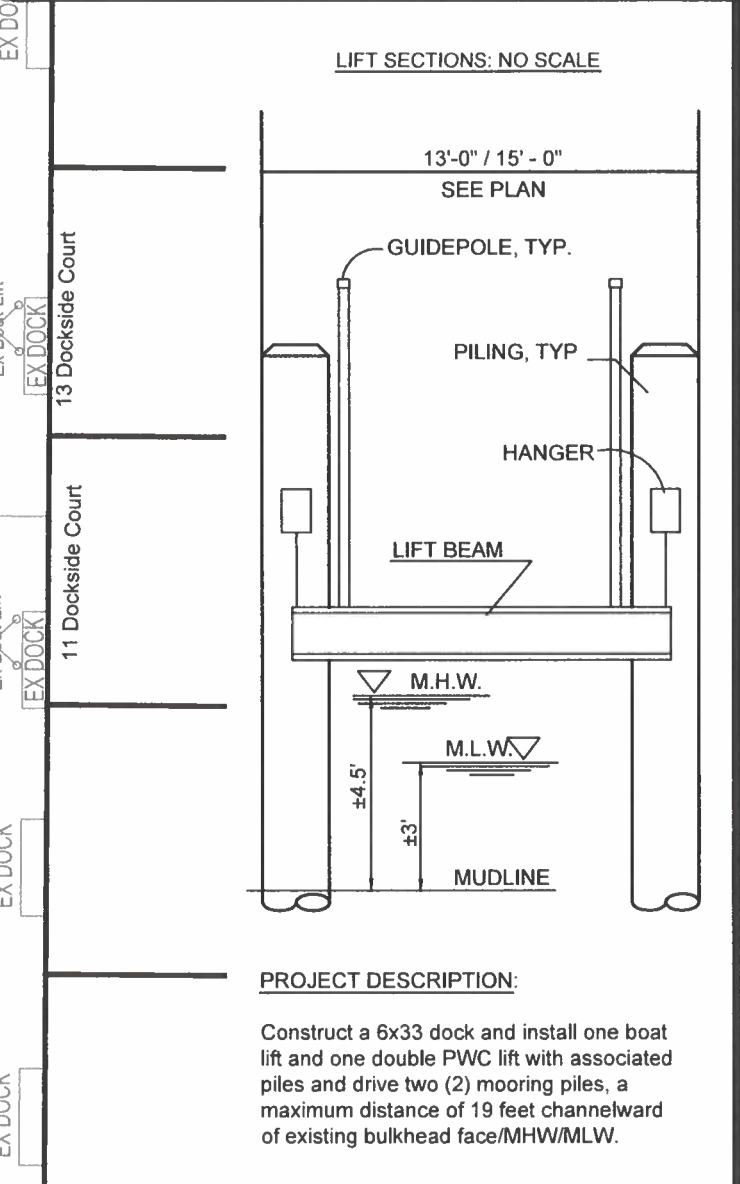 LIFT SECTIONS: NO SCALE
13'-0" / 15' - 0"
SEE PLAN
GUIDEPOLE, TYP.
PILING, TYP
HANGER
LIFT BEAM
M.H.W.
M.L.W.
±4.5'
±3'
MUDLINE
PROJECT DESCRIPTION:
Construct a 6x33 dock and install one boat
lift and one double PWC lift with associated
piles and drive two (2) mooring piles, a
maximum distance of 19 feet channelward
of existing bulkhead face/MHW/MLW.
13 Dockside Court
11 Dockside Court
EX DO
EX DOCK
EX DOCK
EX DOCK
EX DOCK